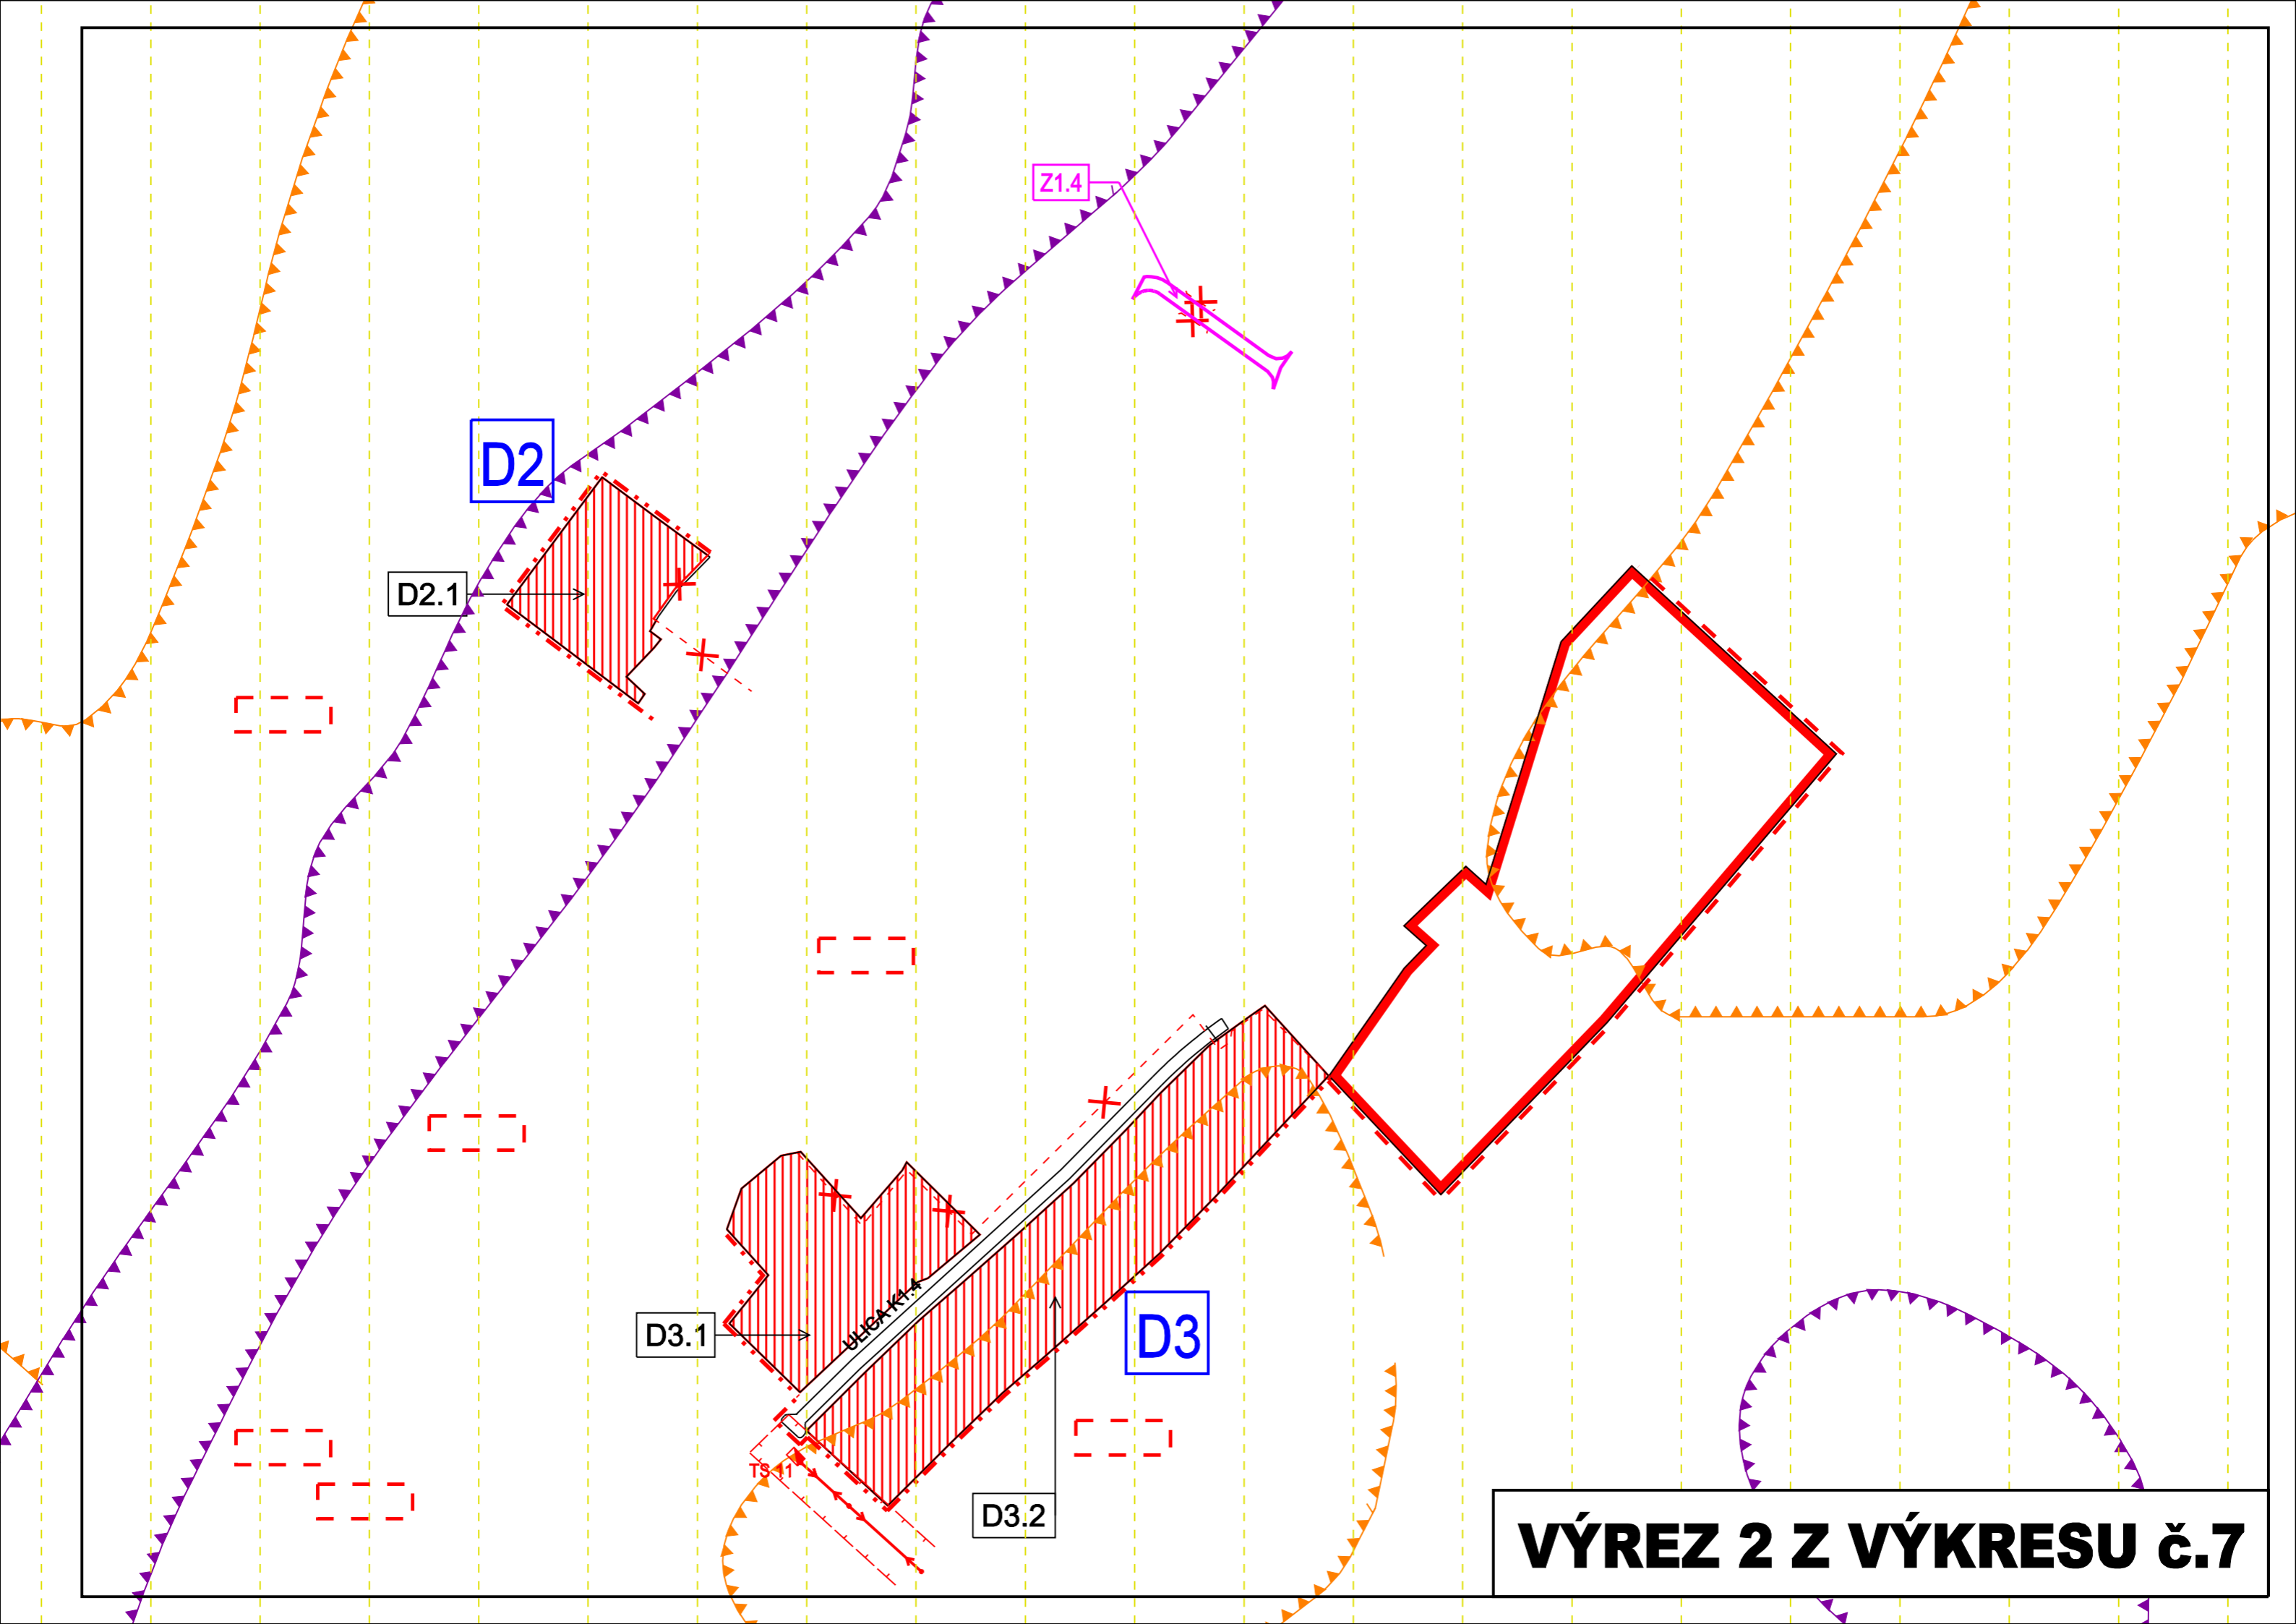 Z1.4
D2
D2.1
ULICA K1.4
D3.1
D3
TS 11
D3.2
VÝREZ 2 Z VÝKRESU č.7